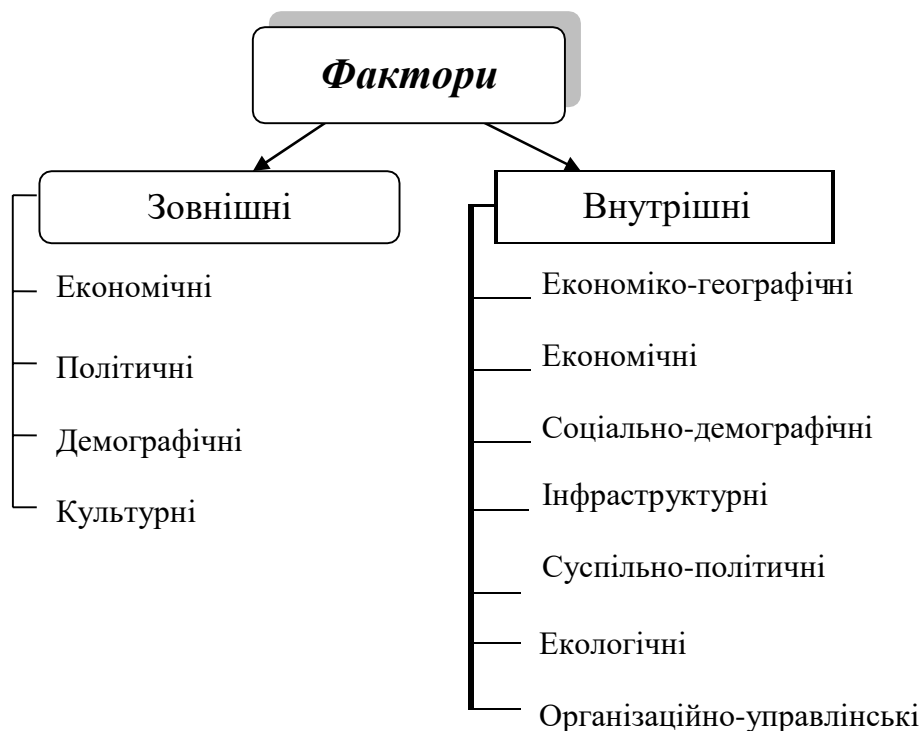 Фактори
Зовнішні
Економічні
Політичні
Демографічні
Культурні
Внутрішні
Економіко-географічні
Економічні
Соціально-демографічні
Інфраструктурні
Суспільно-політичні
Екологічні
Організаційно-управлінські